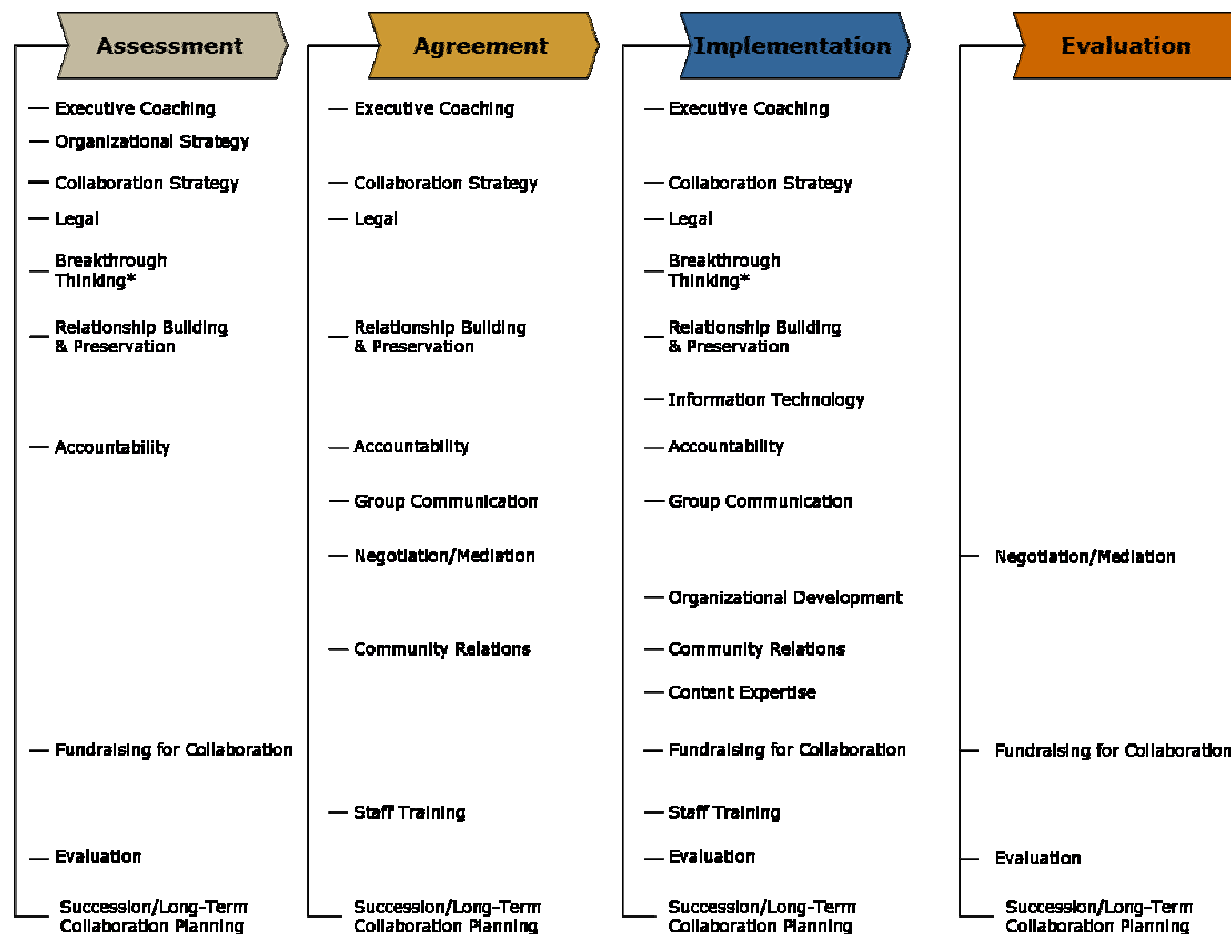 Assessment
Agreement
Implementation
Evaluation
Executive Coaching
Executive Coaching
Executive Coaching
Organizational Strategy
Collaboration Strategy
Collaboration Strategy
Collaboration Strategy
Legal
Legal
Legal
Breakthrough
Thinking*
Breakthrough
Thinking*
Relationship Building
& Preservation
Relationship Building
& Preservation
Relationship Building
& Preservation
Information Technology
Accountability
Accountability
Accountability
Group Communication
Group Communication
Negotiation/Mediation
Negotiation/Mediation
Organizational Development
Community Relations
Community Relations
Content Expertise
Fundraising for Collaboration
Fundraising for Collaboration
Fundraising for Collaboration
Staff Training
Staff Training
Evaluation
Evaluation
Evaluation
Succession/Long-Term
Collaboration Planning
Succession/Long-Term
Collaboration Planning
Succession/Long-Term
Collaboration Planning
Succession/Long-Term
Collaboration Planning